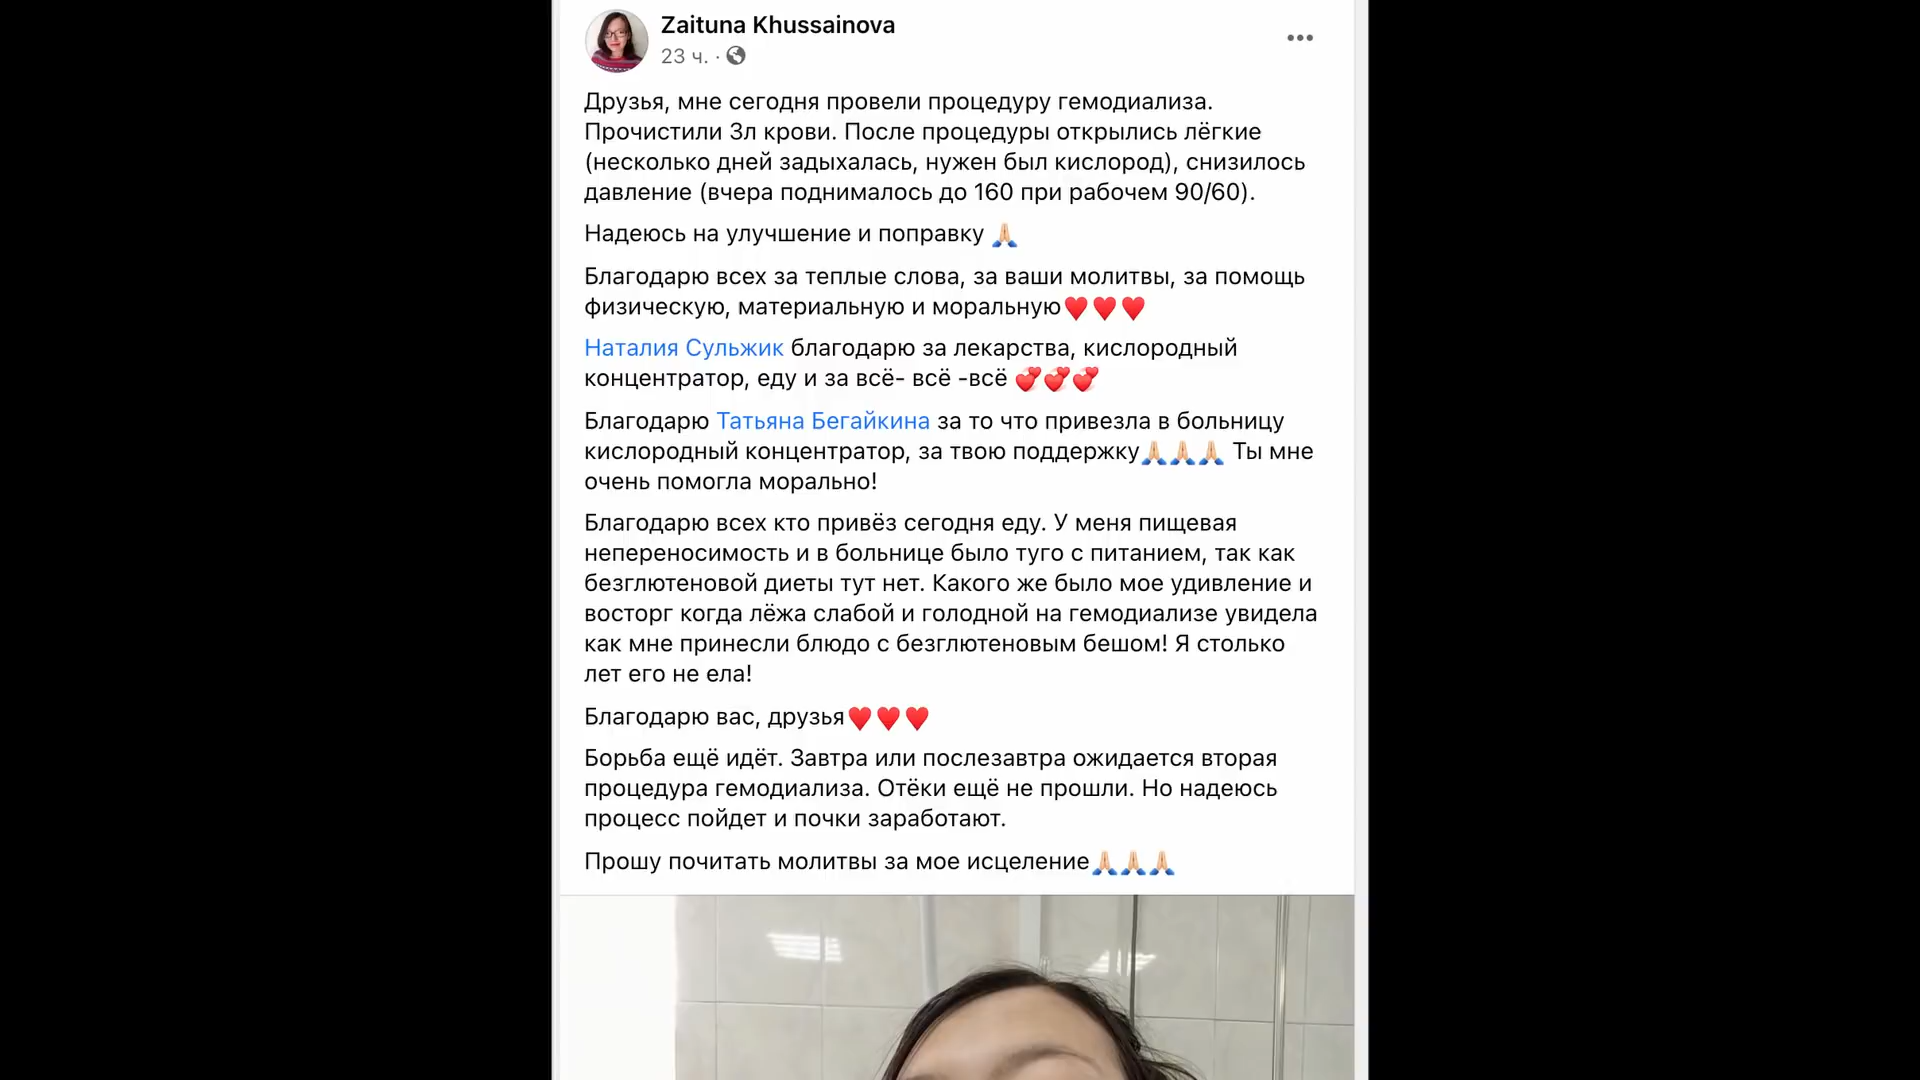 Zaituna Khussainova
23 ч. ·
Друзья, мне сегодня провели процедуру гемодиализа.
Прочистили 3л крови. После процедуры открылись лёгкие
(несколько дней задыхалась, нужен был кислород), снизилось
давление (вчера поднималось до 160 при рабочем 90/60).
Надеюсь на улучшение и поправку 🙏🏻
Благодарю всех за теплые слова, за ваши молитвы, за помощь
физическую, материальную и моральную♥️♥️♥️
Наталия Сульжик благодарю за лекарства, кислородный
концентратор, еду и за всё- всё -всё 💞💞💞
Благодарю Татьяна Бегайкина за то что привезла в больницу
кислородный концентратор, за твою поддержку🙏🏻🙏🏻🙏🏻 Ты мне
очень помогла морально!
Благодарю всех кто привёз сегодня еду. У меня пищевая
непереносимость и в больнице было туго с питанием, так как
безглютеновой диеты тут нет. Какого же было мое удивление и
восторг когда лёжа слабой и голодной на гемодиализе увидела
как мне принесли блюдо с безглютеновым бешом! Я столько
лет его не ела!
Благодарю вас, друзья♥️♥️♥️
Борьба ещё идёт. Завтра или послезавтра ожидается вторая
процедура гемодиализа. Отёки ещё не прошли. Но надеюсь
процесс пойдет и почки заработают.
Прошу почитать молитвы за мое исцеление🙏🏻🙏🏻🙏🏻